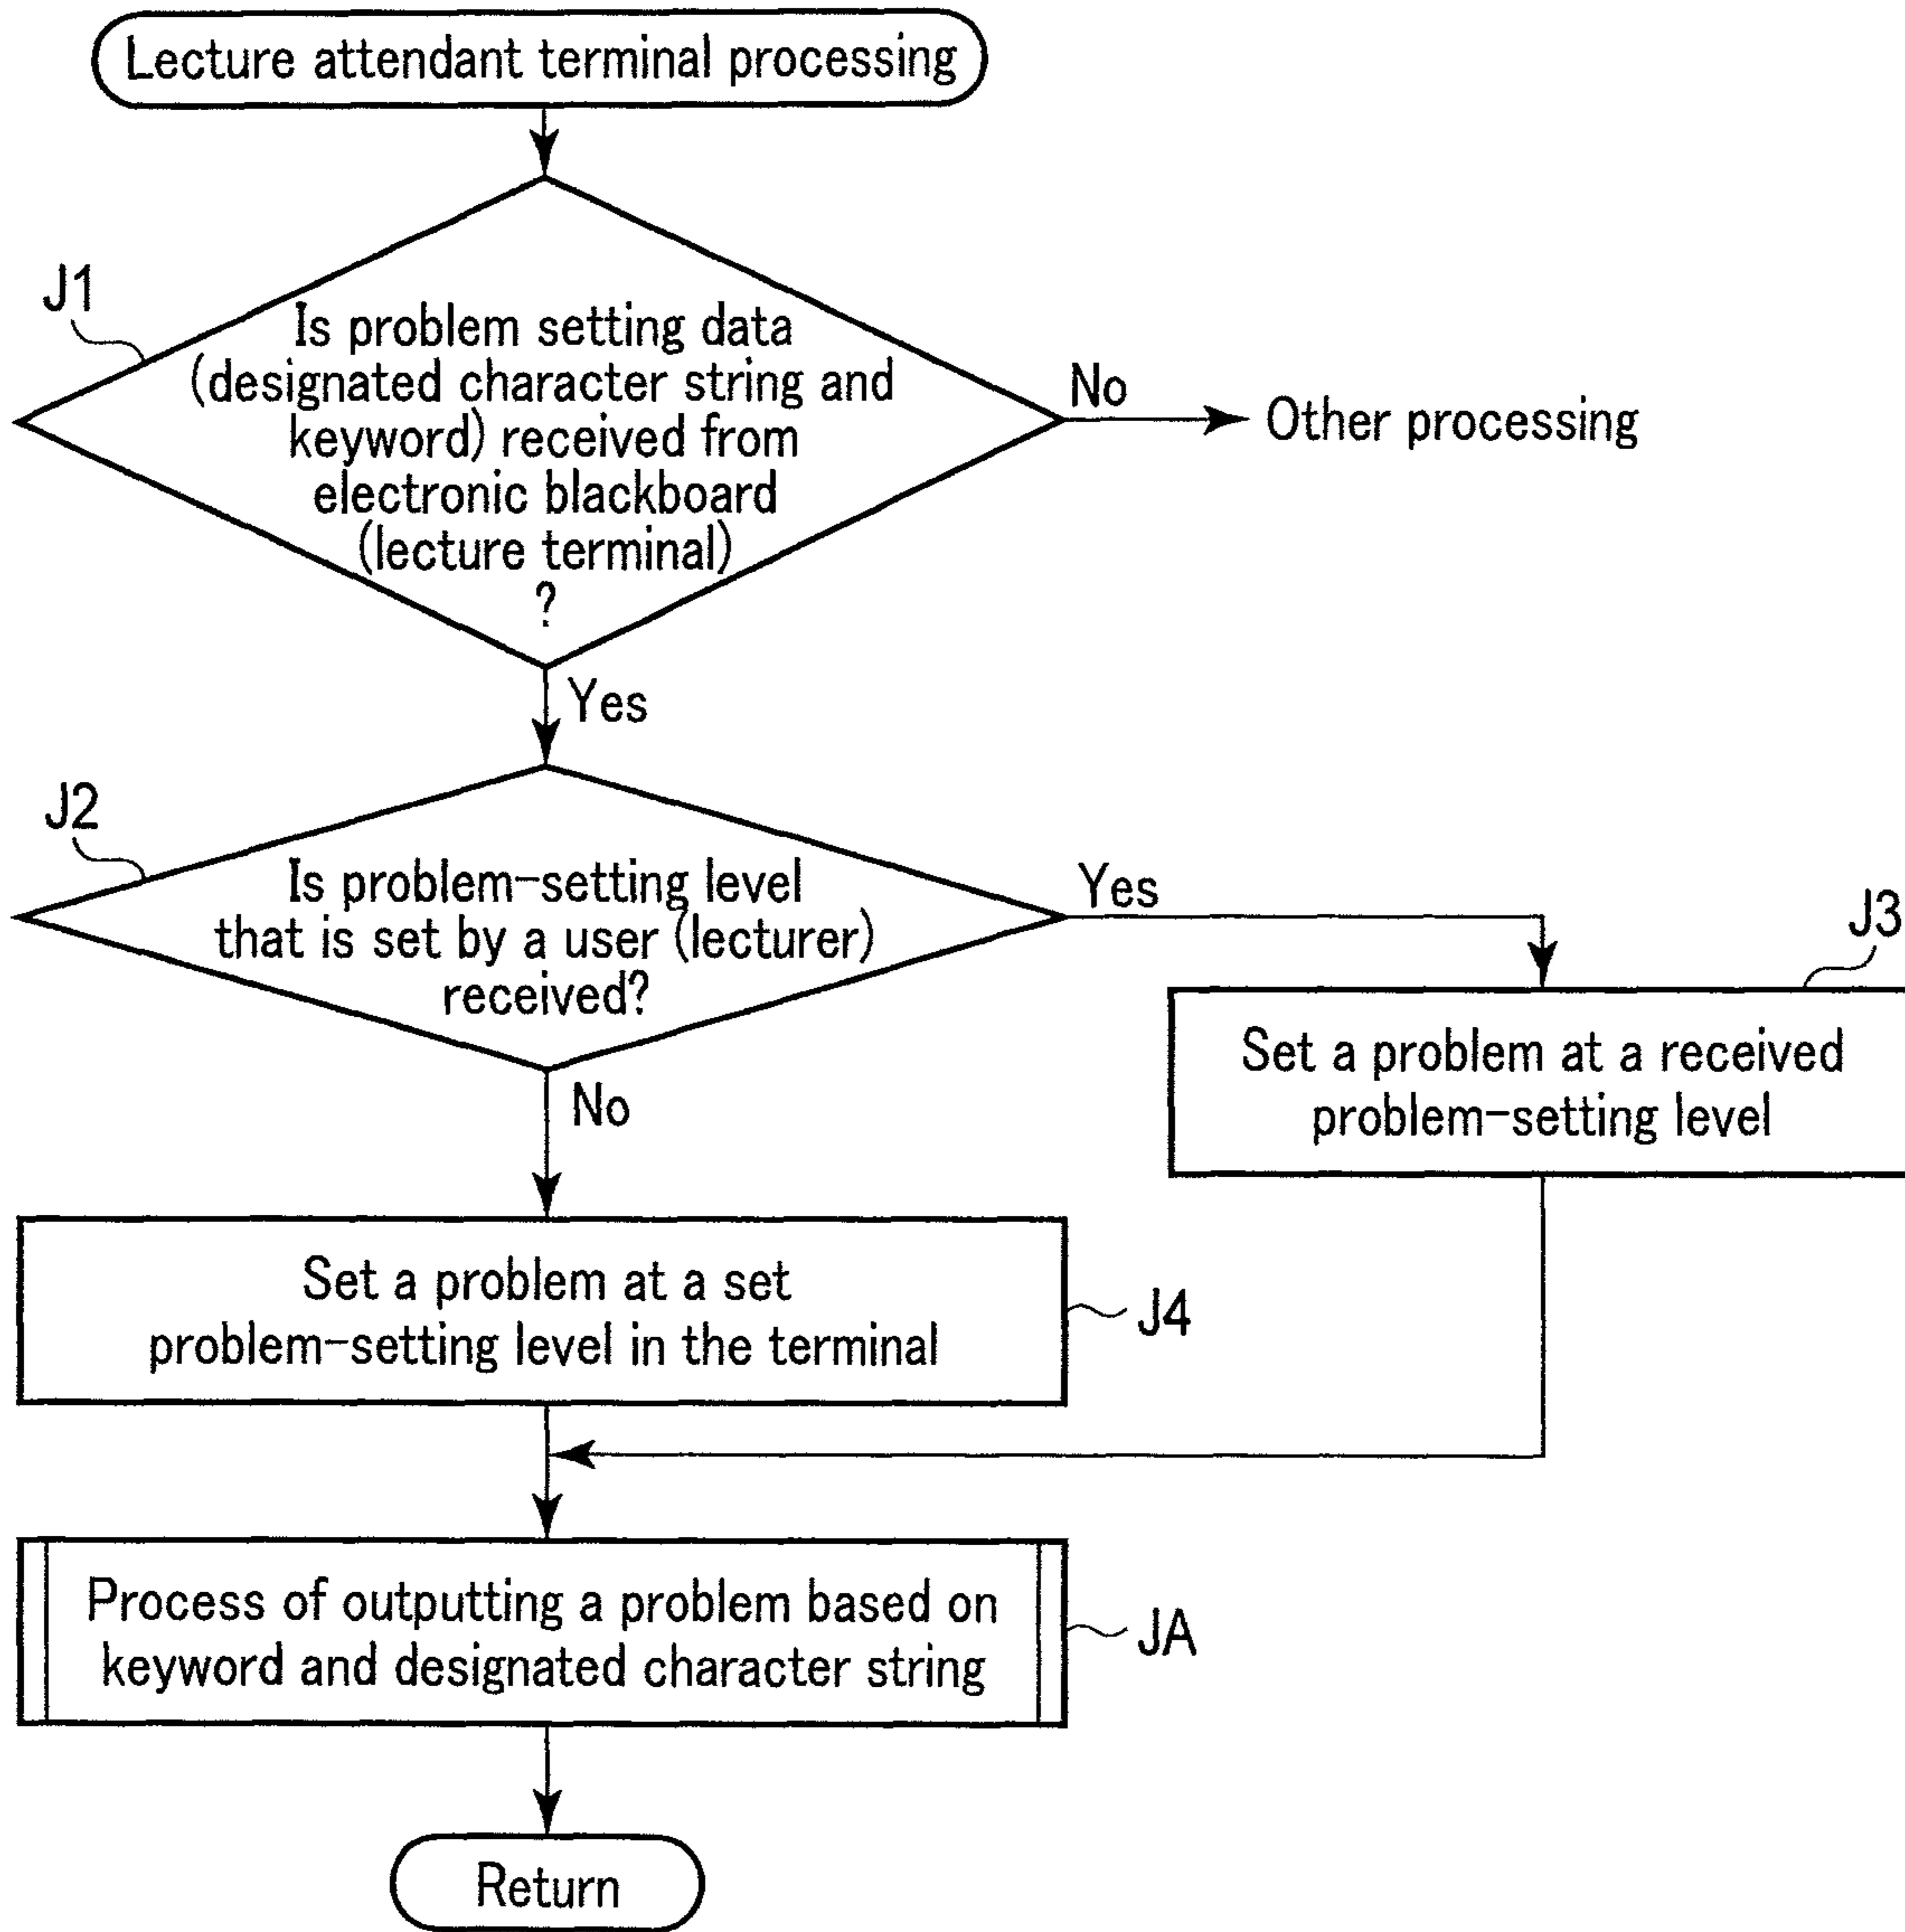 Lecture attendant terminal processing
J1
Is problem setting data
(designated character string and
keyword) received from
electronic blackboard
(lecture terminal)
?
No
Other processing
Yes
J2
Is problem-setting level
that is set by a user (lecturer)
received?
Yes
J3
Set a problem at a received
problem-setting level
No
Set a problem at a set
problem-setting level in the terminal
J4
Process of outputting a problem based on
keyword and designated character string
JA
Return